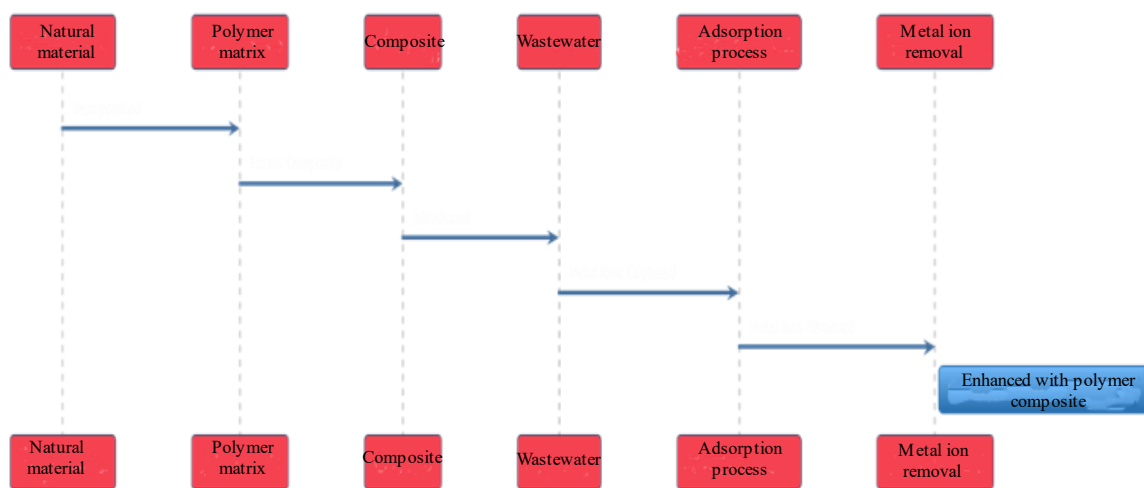 Natural
material
Polymer
matrix
Composite
Wastewater
Adsorption
process
Metal ion
removal
Enhanced with polymer
composite
Natural
material
Polymer
matrix
Composite
Wastewater
Adsorption
process
Metal ion
removal